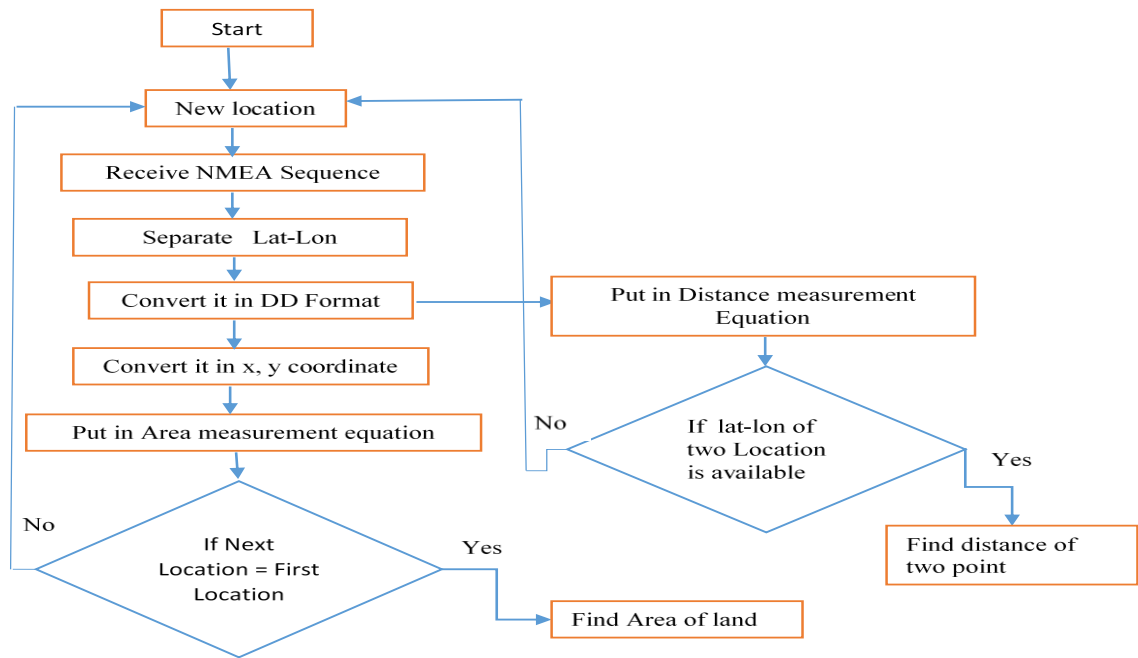 Start
New location
Receive NMEA Sequence
Separate Lat-Lon
Convert it in DD Format
Convert it in x, y coordinate
Put in Area measurement equation
No
If Next
Location = First
Location
Yes
Find Area of land
Put in Distance measurement
Equation
No
If lat-lon of
two Location
is available
Yes
Find distance of
two point